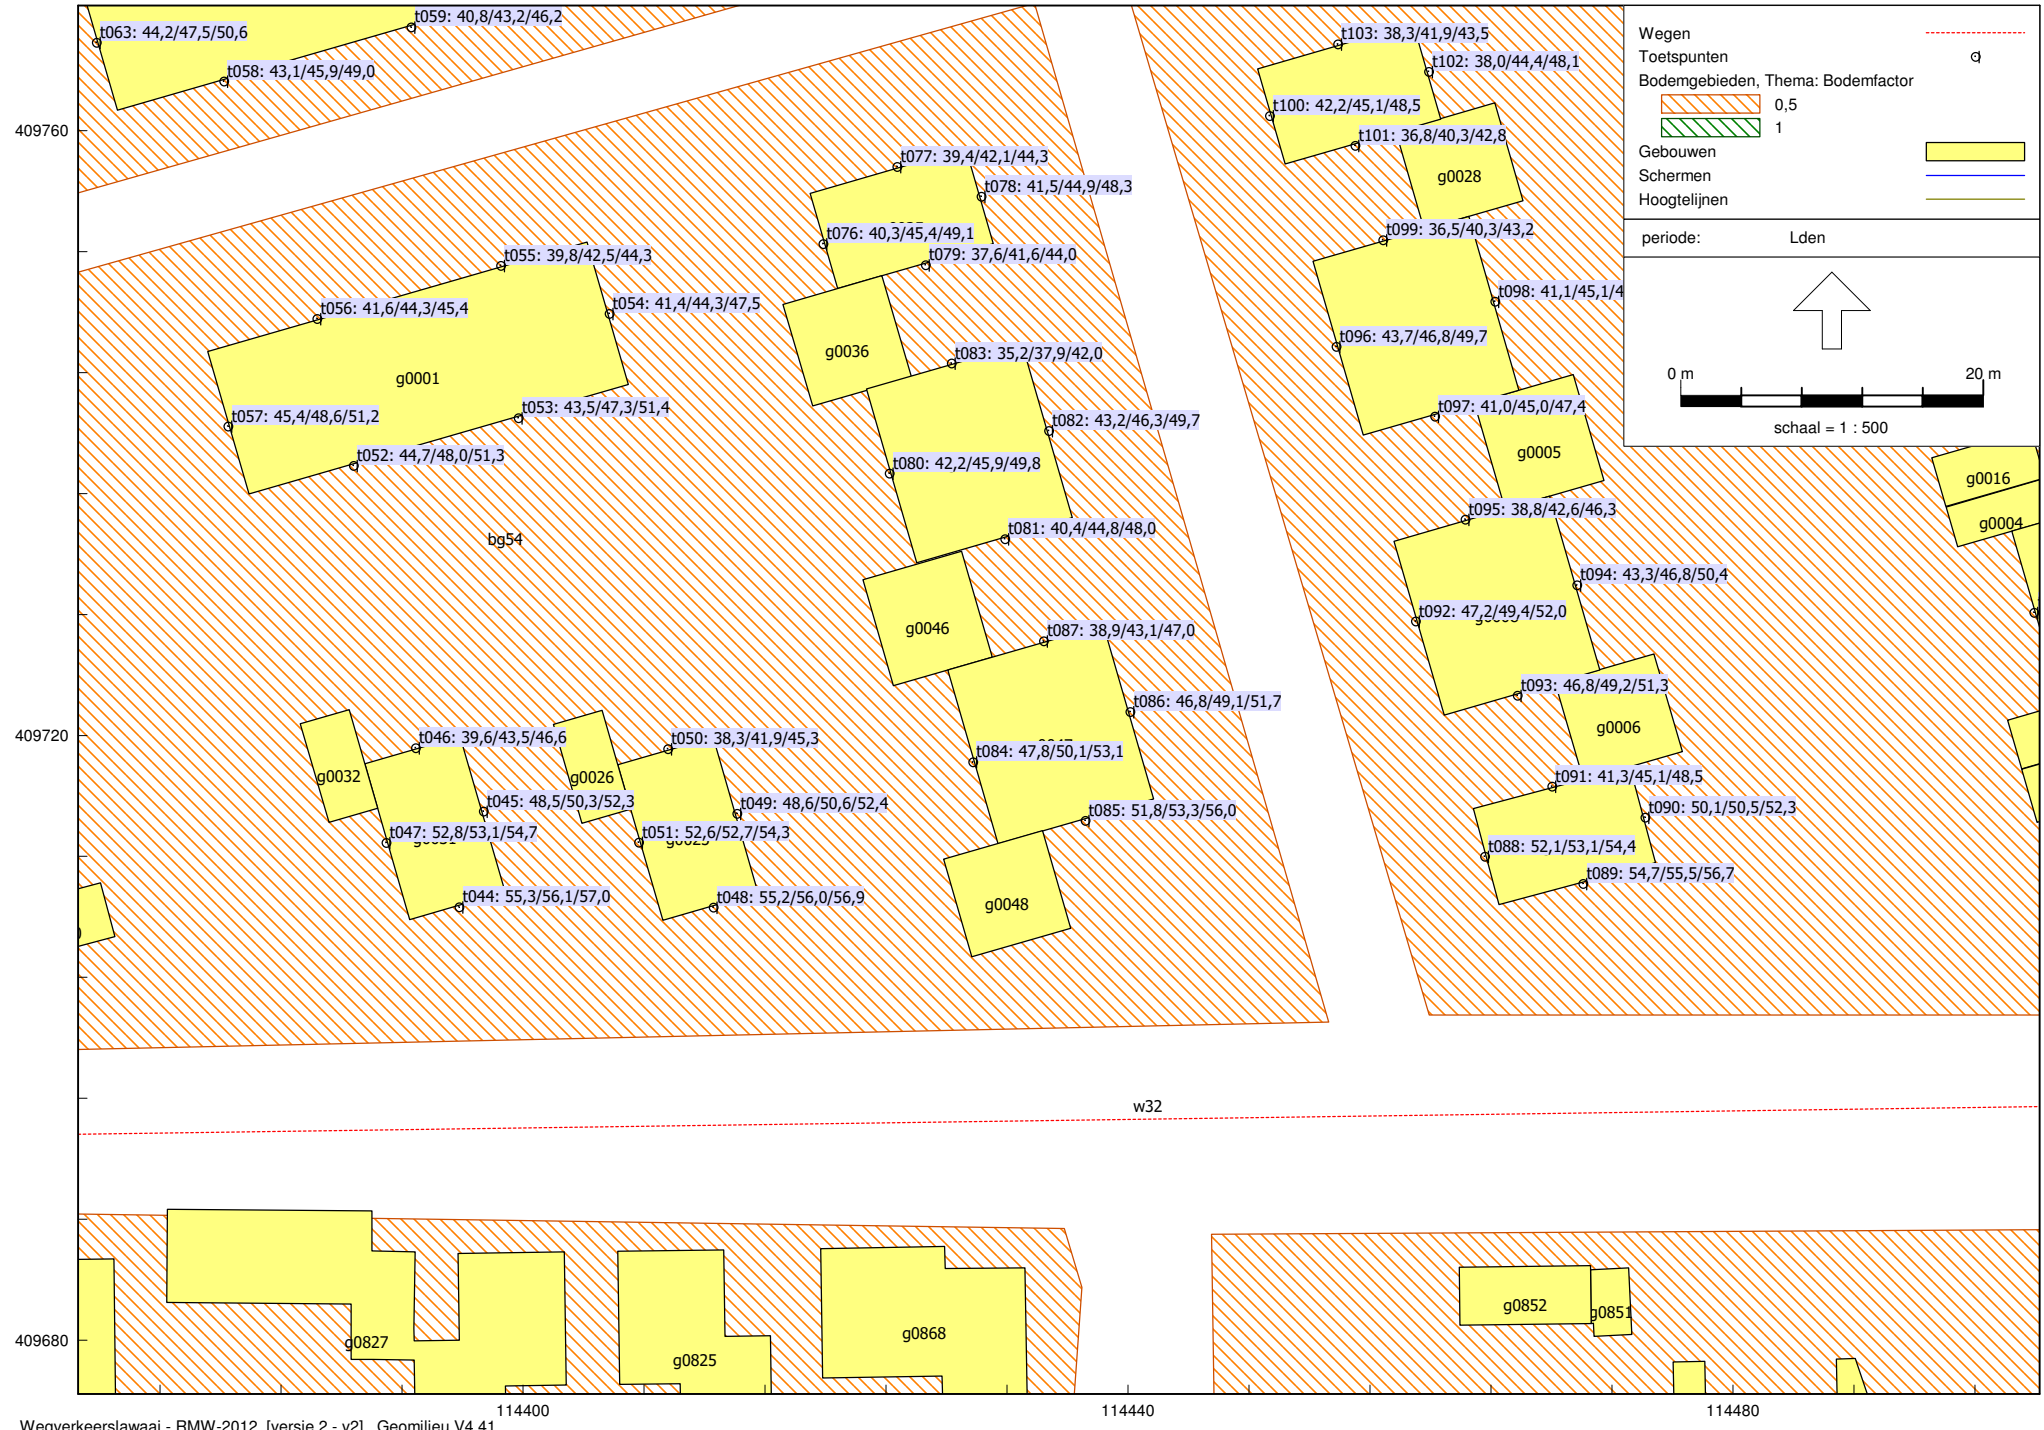 t059: 40,8/43,2/46,2
t063: 44,2/47,5/50,6
t058: 43,1/45,9/49,0
t103: 38,3/41,9/43,5
t102: 38,0/44,4/48,1
t100: 42,2/45,1/48,5
t101: 36,8/40,3/42,8
g0028
Wegen
Toetspunten
Bodemgebieden, Thema: Bodemfactor
0,5
1
Gebouwen
Schermen
Hoogtelijnen
periode: Lden
0 m 20 m
schaal = 1 : 500
409760
t077: 39,4/42,1/44,3
t078: 41,5/44,9/48,3
t076: 40,3/45,4/49,1
t079: 37,6/41,6/44,0
t099: 36,5/40,3/43,2
t098: 41,1/45,1/4
t096: 43,7/46,8/49,7
t097: 41,0/45,0/47,4
t055: 39,8/42,5/44,3
t056: 41,6/44,3/45,4
t054: 41,4/44,3/47,5
g0001
g0036
t083: 35,2/37,9/42,0
t057: 45,4/48,6/51,2
t053: 43,5/47,3/51,4
t082: 43,2/46,3/49,7
t052: 44,7/48,0/51,3
t080: 42,2/45,9/49,8
g0005
g0016
g0004
bg54
t081: 40,4/44,8/48,0
t095: 38,8/42,6/46,3
t094: 43,3/46,8/50,4
t092: 47,2/49,4/52,0
g0046
t087: 38,9/43,1/47,0
t093: 46,8/49,2/51,3
t086: 46,8/49,1/51,7
g0006
409720
t046: 39,6/43,5/46,6
t050: 38,3/41,9/45,3
t084: 47,8/50,1/53,1
g0032
g0026
t091: 41,3/45,1/48,5
t045: 48,5/50,3/52,3
t049: 48,6/50,6/52,4
t085: 51,8/53,3/56,0
t090: 50,1/50,5/52,3
t047: 52,8/53,1/54,7
t051: 52,6/52,7/54,3
t088: 52,1/53,1/54,4
t089: 54,7/55,5/56,7
t044: 55,3/56,1/57,0
t048: 55,2/56,0/56,9
g0048
w32
g0827
g0825
g0868
g0852
g0851
409680
114400
114440
114480
Wegverkeerslawaai - RMW-2012, [versie 2 - v2] , Geomilieu V4.41